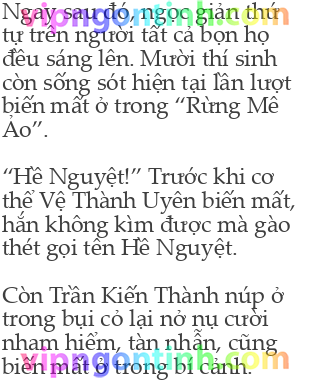 Ngay sau đó, ngọc giản thứ
tự trên người tất cả bọn họ
đều sáng lên. Mười thí sinh
còn sống sót hiện tại lần lượt
biến mất ở trong “Rừng Mê
Ảo”.
“Hề Nguyệt!” Trước khi cơ
thể Vệ Thành Uyên biến mất,
hắn không kìm được mà gào
thét gọi tên Hề Nguyệt.
Còn Trần Kiến Thành núp ở
trong bụi cỏ lại nở nụ cười
nham hiểm, tàn nhẫn, cũng
biến mất ở trong bí cảnh.
vipngontinh.com
vipngontinh.com